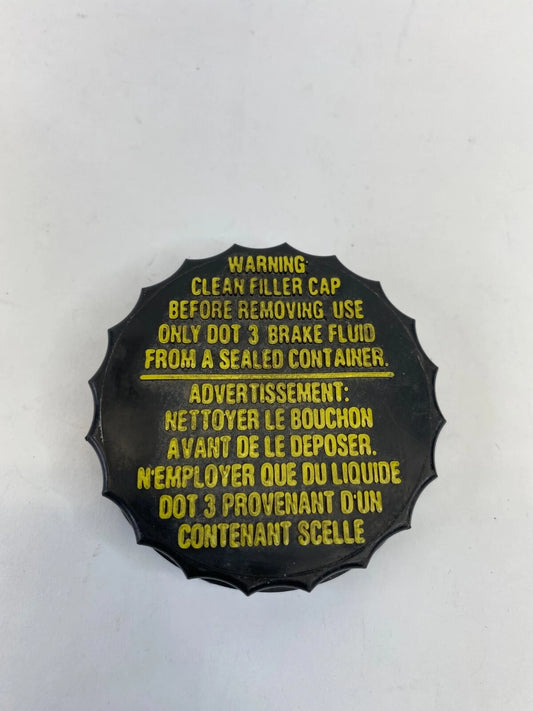 WARNING:
CLEAN FILLER CAP
BEFORE REMOVING. USE
ONLY DOT 3 BRAKE FLUID
FROM A SEALED CONTAINER.
ADVERTISSEMENT:
NETTOYER LE BOUCHON
AVANT DE LE DEPOSER.
N'EMPLOYER QUE DU LIQUIDE
DOT 3 PROVENANT D'UN
CONTENANT SCELLE